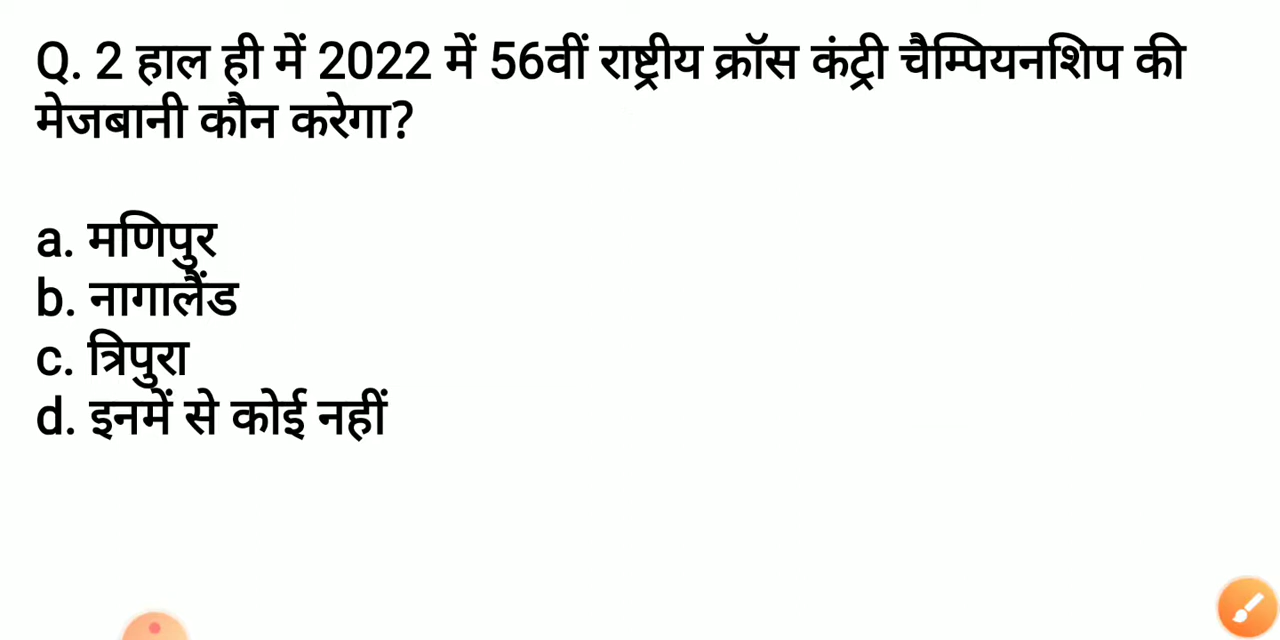 Q. 2 हाल ही में 2022 में 56वीं राष्ट्रीय क्रॉस कंट्री चैम्पियनशिप की
मेजबानी कौन करेगा?
a. मणिपुर
b. नागालैंड
c. त्रिपुरा
d. इनमें से कोई नहीं